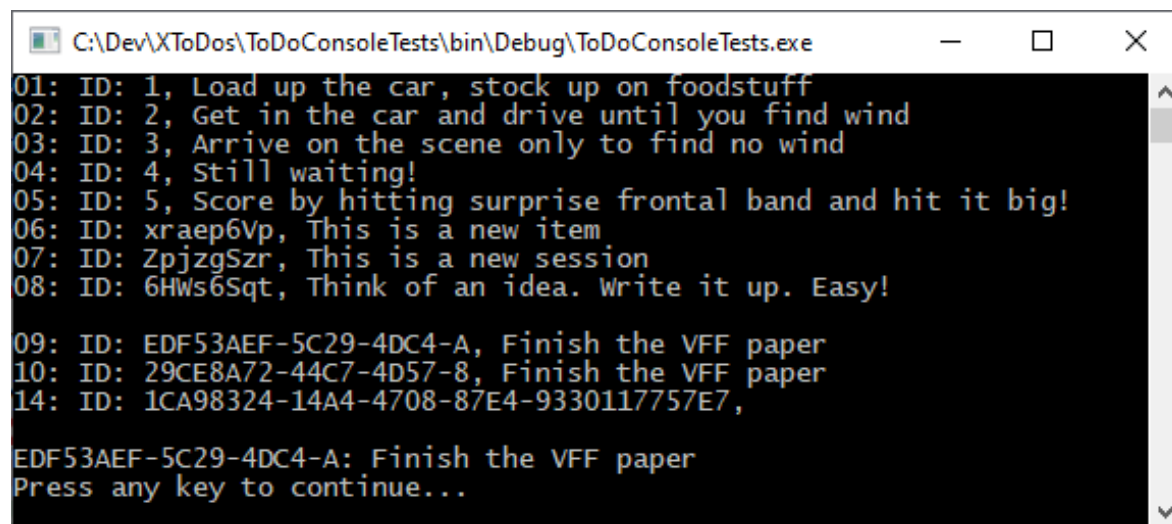 C:\Dev\XToDos\ToDoConsoleTests\bin\Debug\ToDoConsoleTests.exe
01: ID: 1, Load up the car, stock up on foodstuff
02: ID: 2, Get in the car and drive until you find wind
03: ID: 3, Arrive on the scene only to find no wind
04: ID: 4, Still waiting!
05: ID: 5, Score by hitting surprise frontal band and hit it big!
06: ID: xraep6Vp, This is a new item
07: ID: ZpjzgSzr, This is a new session
08: ID: 6HWs6Sqt, Think of an idea. Write it up. Easy!
09: ID: EDF53AEF-5C29-4DC4-A, Finish the VFF paper
10: ID: 29CE8A72-44C7-4D57-8, Finish the VFF paper
14: ID: 1CA98324-14A4-4708-87E4-9330117757E7,
EDF53AEF-5C29-4DC4-A: Finish the VFF paper
Press any key to continue...